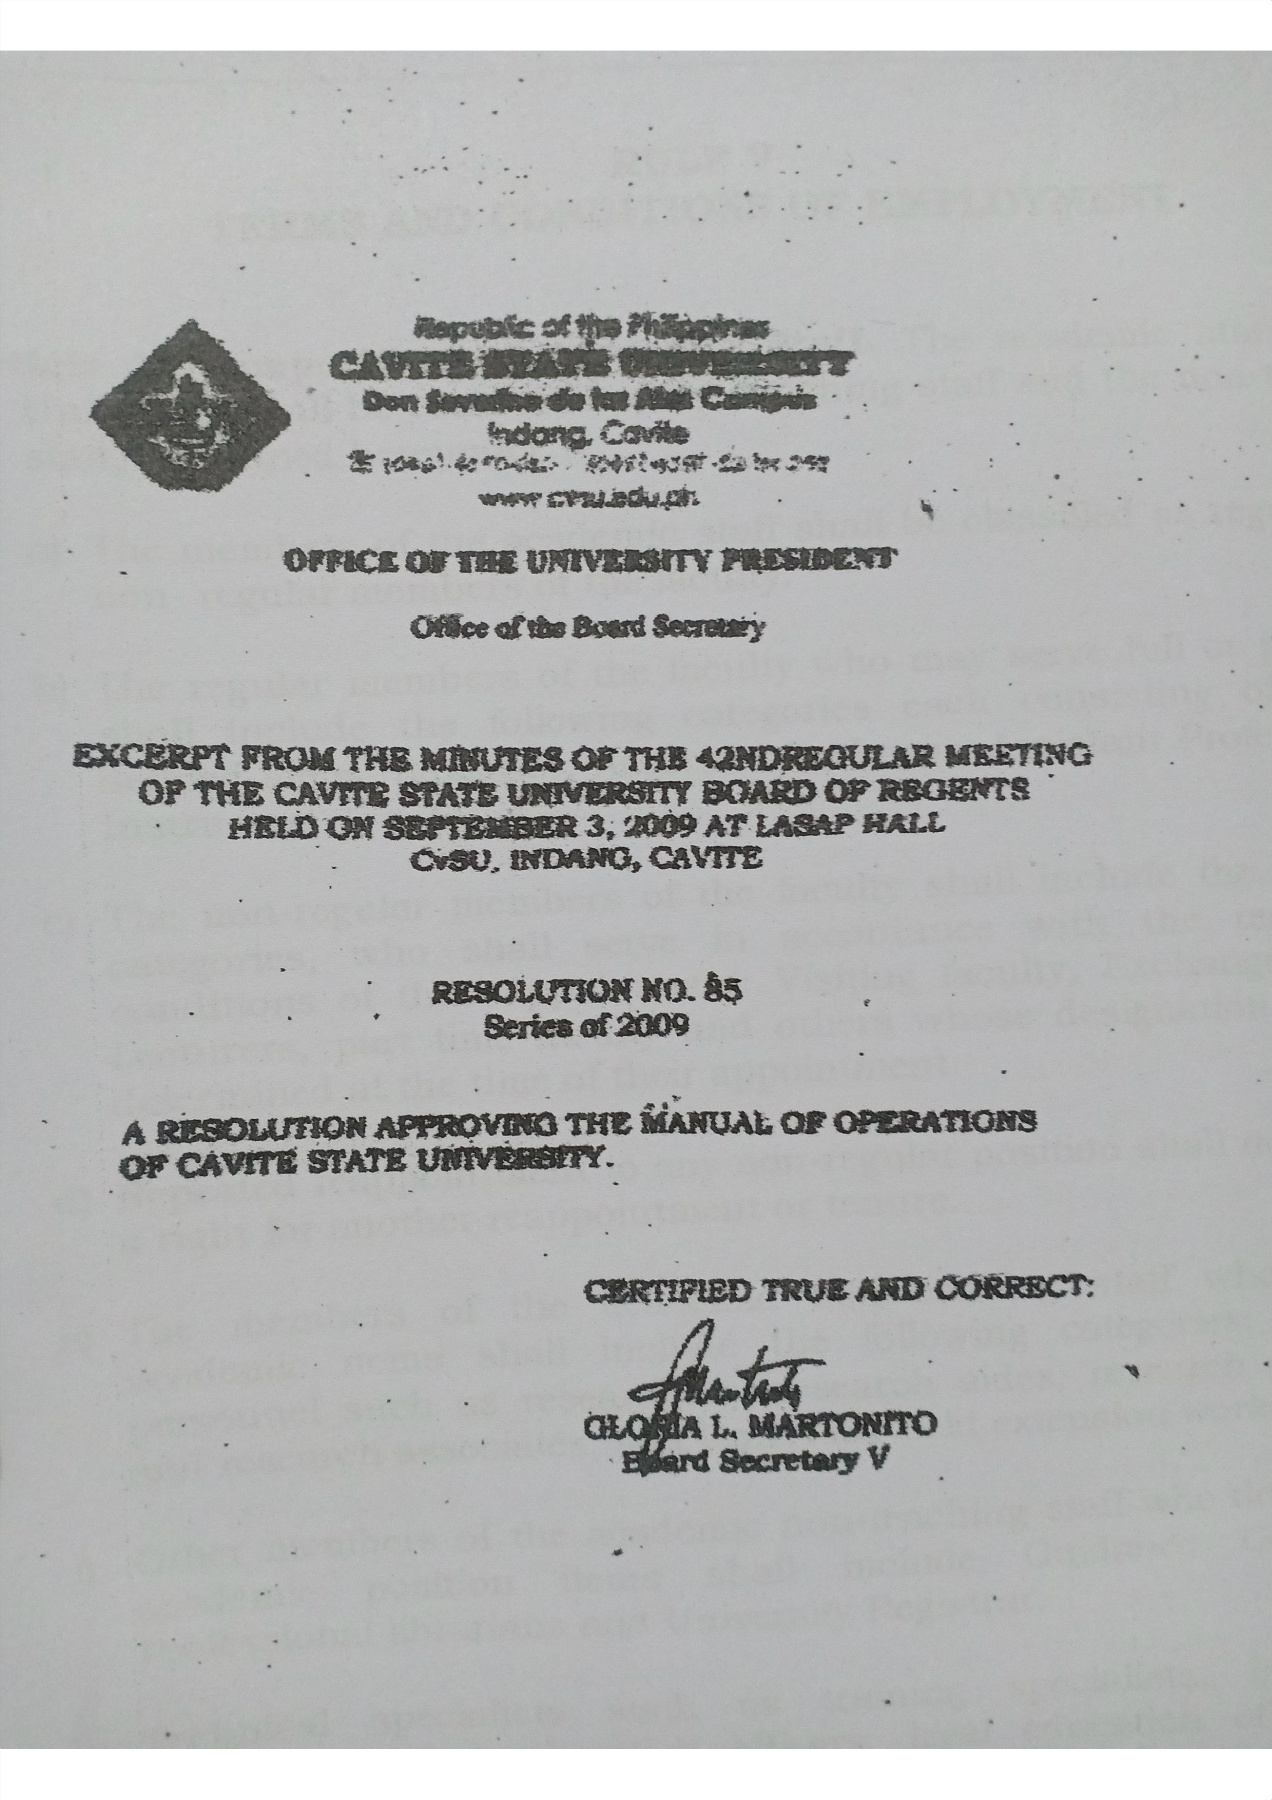 Republic of the Philippines
CAVITE STATE UNIVERSITY
Don Severino de las Alas Campus
Indang, Cavite
www.cvsu.edu.ph
OFFICE OF THE UNIVERSITY PRESIDENT
Office of the Board Secretary
EXCERPT FROM THE MINUTES OF THE 42NDREGULAR MEETING
OF THE CAVITE STATE UNIVERSITY BOARD OF REGENTS
HELD ON SEPTEMBER 3, 2009 AT LASAP HALL
CvSU, INDANG, CAVITE
RESOLUTION NO. 85
Series of 2009
A RESOLUTION APPROVING THE MANUAL OF OPERATIONS
OF CAVITE STATE UNIVERSITY.
CERTIFIED TRUE AND CORRECT:
GLORIA L. MARTONITO
Board Secretary V